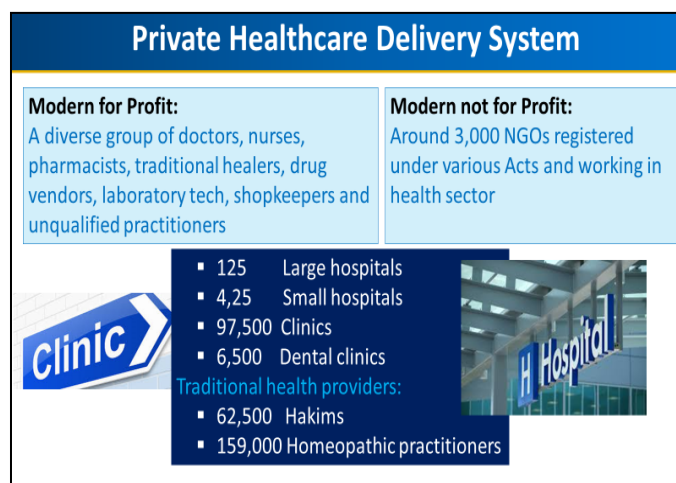 Private Healthcare Delivery System
Modern for Profit:
A diverse group of doctors, nurses,
pharmacists, traditional healers, drug
vendors, laboratory tech, shopkeepers and
unqualified practitioners
Modern not for Profit:
Around 3,000 NGOs registered
under various Acts and working in
health sector
▪ 125 Large hospitals
▪ 4,25 Small hospitals
▪ 97,500 Clinics
▪ 6,500 Dental clinics
Traditional health providers:
▪ 62,500 Hakims
▪ 159,000 Homeopathic practitioners
Clinic
H Hospital